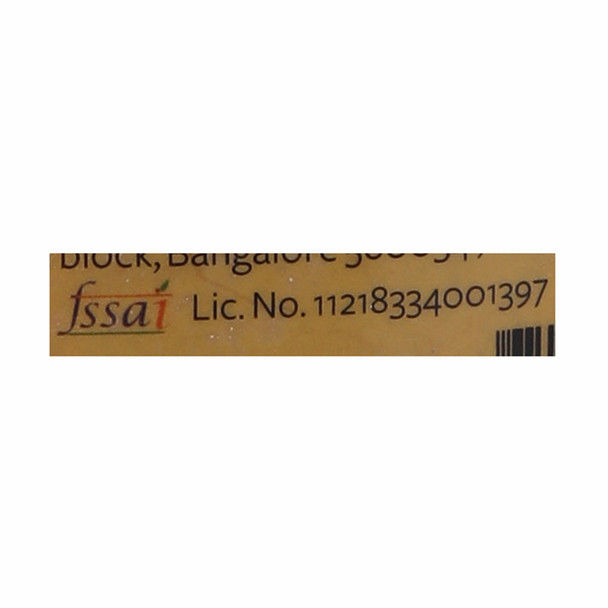 block, Bangalore
fssai Lic. No. 11218334001397